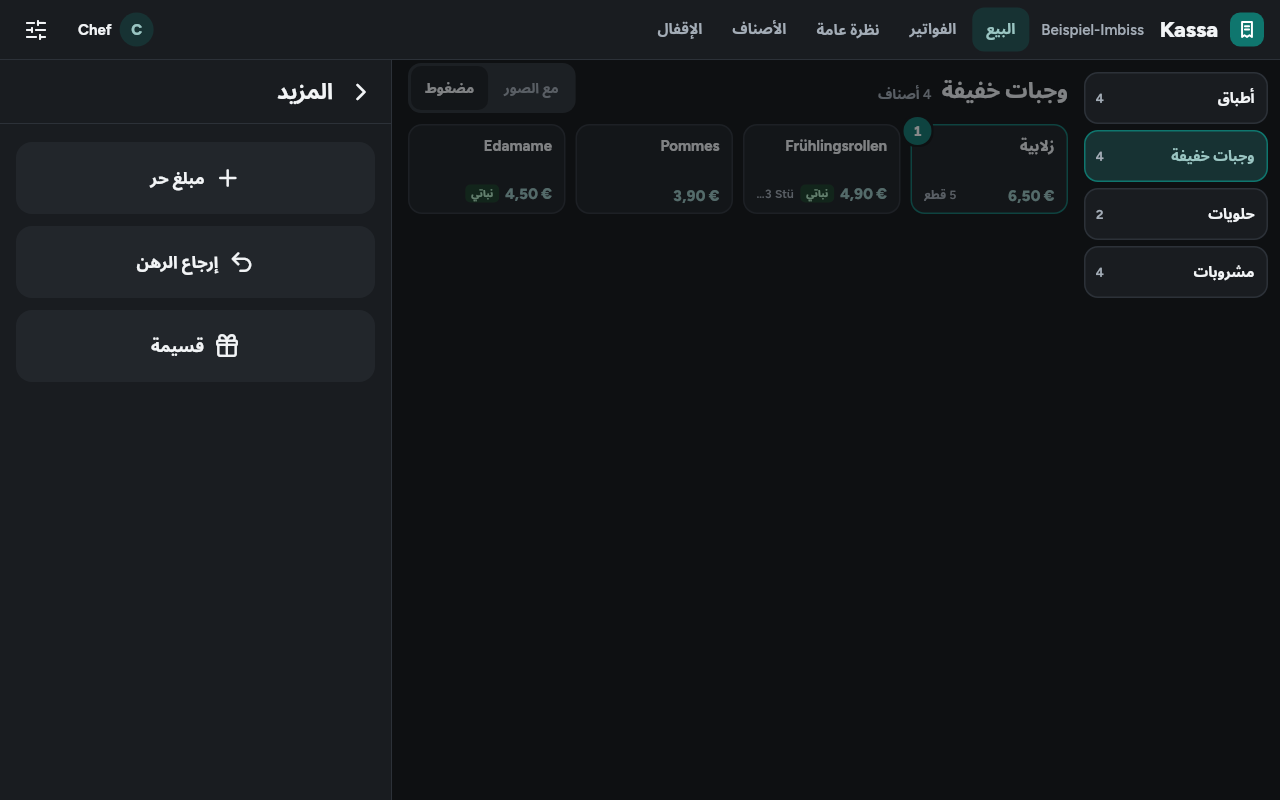 Kassa
Beispiel-Imbiss
البيع
الفواتير
نظرة عامة
الأصناف
الإقفال
C
Chef
أطباق
4
وجبات خفيفة
4
حلويات
2
مشروبات
4
وجبات خفيفة
4 أصناف
مع الصور
مضغوط
1
زلابية
6,50 €
5 قطع
Frühlingsrollen
4,90 €
نباتي
3 Stü...
Pommes
3,90 €
Edamame
4,50 €
نباتي
المزيد
مبلغ حر
إرجاع الرهن
قسيمة